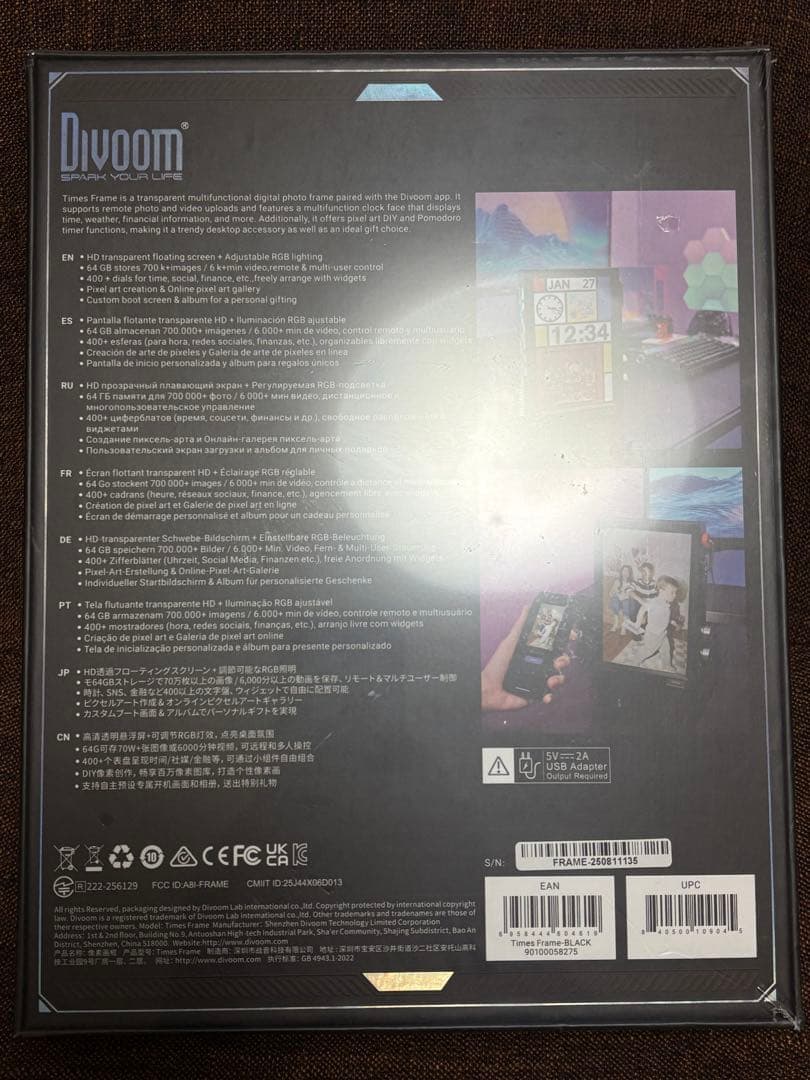 DIVOOM®
SPARK YOUR LIFE
Times Frame is a transparent multifunctional digital photo frame paired with the Divoom app. It
supports remote photo and video uploads and features a multifunction clock face that displays
time, weather, financial information, and more. Additionally, it offers pixel art DIY and Pomodoro
timer functions, making it a trendy desktop accessory as well as an ideal gift choice.
EN • HD transparent floating screen + Adjustable RGB lighting
• 64 GB stores 700 k+images / 6 k+min video,remote & multi-user control
• 400 + dials for time, social, finance, etc.,freely arrange with widgets
• Pixel art creation & Online pixel art gallery
• Custom boot screen & album for a personal gifting
ES • Pantalla flotante transparente HD + Iluminación RGB ajustable
• 64 GB almacenan 700.000+ imágenes / 6.000+ min de video, control remoto y multiusuario
• 400+ esferas (para hora, redes sociales, finanzas, etc.), organizables libremente con widgets
• Creación de arte de píxeles y Galería de arte de píxeles en línea
• Pantalla de inicio personalizada y álbum para regalos únicos
RU • HD прозрачный плавающий экран + Регулируемая RGB-подсветка
• 64 ГБ памяти для 700 000+ фото / 6 000+ мин видео, дистанционное и
многопользовательское управление
• 400+ циферблатов (время, соцсети, финансы и др.), свободное
виджетами
• Создание пиксель-арта и Онлайн-галерея пиксель-арта
• Пользовательский экран загрузки и альбом для личных подарков
FR • Écran flottant transparent HD + Éclairage RGB réglable
• 64 Go stockent 700 000+ images / 6 000+ min de vidéo, contrôle à distance et
• 400+ cadrans (heure, réseaux sociaux, finance, etc.), agencement libre avec widgets
• Création de pixel art et Galerie de pixel art en ligne
• Écran de démarrage personnalisé et album pour un cadeau personnalisé
DE • HD-transparenter Schwebe-Bildschirm + Einstellbare RGB-Beleuchtung
• 64 GB speichern 700.000+ Bilder / 6.000+ Min. Video, Fern- & Multi-User-Steuerung
• 400+ Zifferblätter (Uhrzeit, Social Media, Finanzen etc.), freie Anordnung mit Widgets
• Pixel-Art-Erstellung & Online-Pixel-Art-Galerie
• Individueller Startbildschirm & Album für personalisierte Geschenke
PT • Tela flutuante transparente HD + Iluminação RGB ajustável
• 64 GB armazenam 700.000+ imagens / 6.000+ min de vídeo, controle remoto e multiusuário
• 400+ mostradores (hora, redes sociais, finanças, etc.), arranjo livre com widgets
• Criação de pixel art e Galeria de pixel art online
• Tela de inicialização personalizada e álbum para presente personalizado
JP • HD透過フローティングスクリーン + 調節可能なRGB照明
• モ64GBストレージで70万枚以上の画像 / 6,000分以上の動画を保存、リモート&マルチユーザー制御
• 時計、SNS、金融など400以上の文字盤、ウィジェットで自由に配置可能
• ピクセルアート作成 & オンラインピクセルアートギャラリー
• カスタムブート画面 & アルバムでパーソナルギフトを実現
CN • 高清透明悬浮屏+可调节RGB灯效，点亮桌面氛围
• 64G可存70W+张图像或6000分钟视频，可远程和多人操控
• 400+个表盘呈现时间/社媒/金融等，可通过小组件自由组合
• DIY像素创作，畅享百万像素图库，打造个性像素画
• 支持自主预设专属开机画面和相册，送出特别礼物
JAN 27
12:34
5V⎓2A
USB Adapter
Output Required
10
CE FC UK CA
R 222-256129 FCC ID:ABI-FRAME CMIIT ID:25J44X06D013
All rights Reserved, packaging designed by Divoom Lab international co.,ltd. Copyright protected by international copyright
law. Divoom is a registered trademark of Divoom Lab international co.,ltd. Other trademarks and tradenames are those of
their respective owners. Model: Times Frame Manufacturer: Shenzhen Divoom Technology Limited Corporation
Address: 1st & 2nd floor, Building No.9, Antuoshan High-tech Industrial Park, Sha'er Community, Shajing Subdistrict, Bao An
District, Shenzhen, China 518000 Website:http://www.divoom.com
产品名称: 像素画框 产品型号: Times Frame 制造商: 深圳市战音科技有限公司 地址: 深圳市宝安区沙井街道沙二社区安托山高科
技工业园9号厂房一层、二层. 网址: http://www.divoom.com 执行标准: GB 4943.1-2022
S/N:
FRAME-250811135
EAN
6 958444 604619
Times Frame-BLACK
90100058275
UPC
8 40500 10904 5